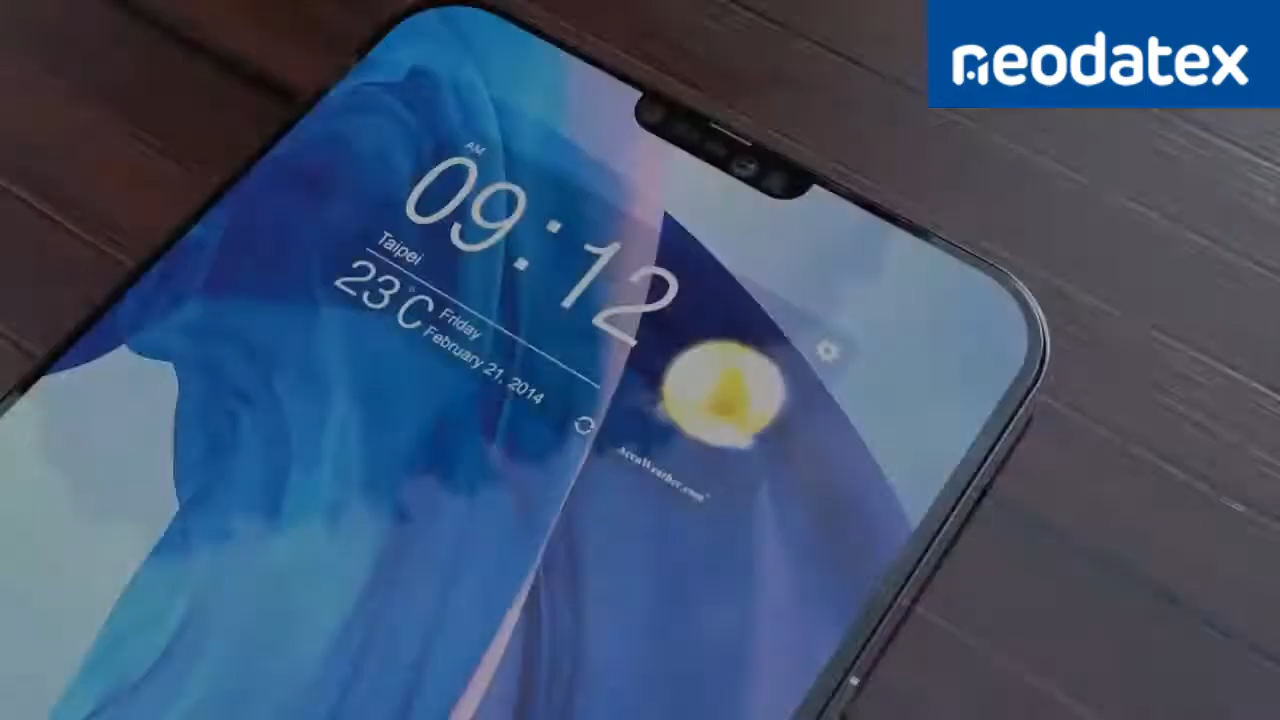 neodatex
AM
09:12
Taipei
23°C
Friday
February 21, 2014
AccuWeather.com